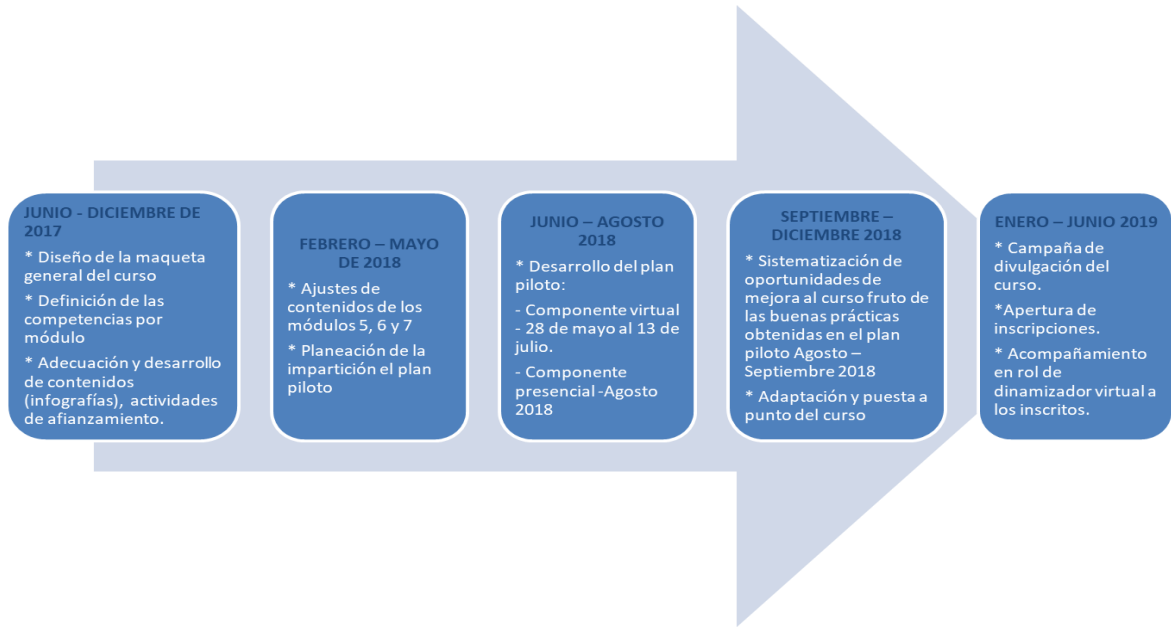 JUNIO - DICIEMBRE DE
2017
* Diseño de la maqueta
general del curso
* Definición de las
competencias por
módulo
* Adecuación y desarrollo
de contenidos
(infografías), actividades
de afianzamiento.
FEBRERO – MAYO
DE 2018
* Ajustes de
contenidos de los
módulos 5, 6 y 7
* Planeación de la
impartición el plan
piloto
JUNIO – AGOSTO
2018
* Desarrollo del plan
piloto:
- Componente virtual
- 28 de mayo al 13 de
julio.
- Componente
presencial -Agosto
2018
SEPTIEMBRE –
DICIEMBRE 2018
* Sistematización de
oportunidades de
mejora al curso fruto de
las buenas prácticas
obtenidas en el plan
piloto Agosto –
Septiembre 2018
* Adaptación y puesta a
punto del curso
ENERO – JUNIO 2019
* Campaña de
divulgación del
curso.
*Apertura de
inscripciones.
* Acompañamiento
en rol de
dinamizador virtual a
los inscritos.